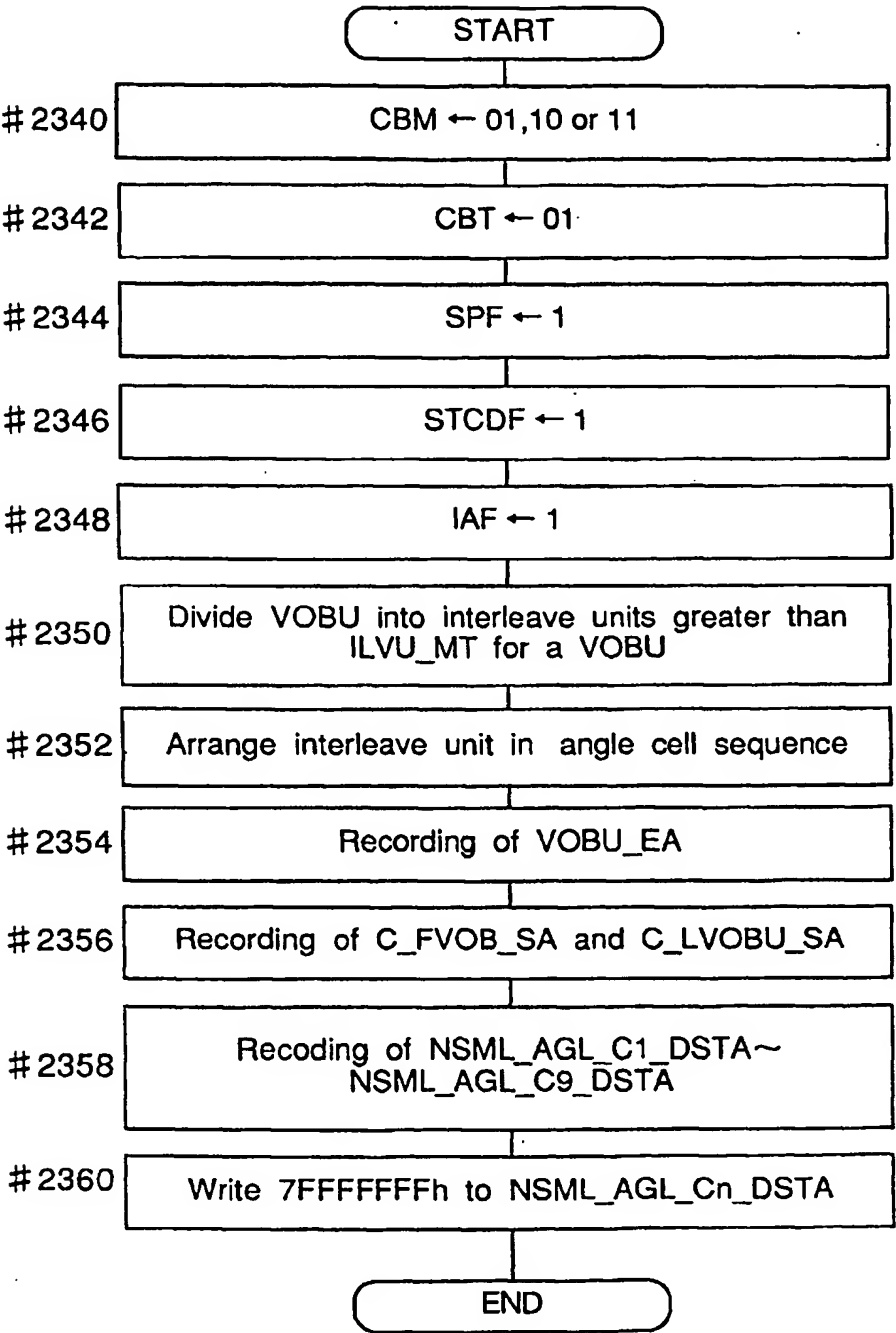 START
#2340
CBM ← 01,10 or 11
#2342
CBT ← 01
#2344
SPF ← 1
#2346
STCDF ← 1
#2348
IAF ← 1
#2350
Divide VOBU into interleave units greater than
ILVU_MT for a VOBU
#2352
Arrange interleave unit in angle cell sequence
#2354
Recording of VOBU_EA
#2356
Recording of C_FVOB_SA and C_LVOBU_SA
#2358
Recoding of NSML_AGL_C1_DSTA~
NSML_AGL_C9_DSTA
#2360
Write 7FFFFFFFh to NSML_AGL_Cn_DSTA
END